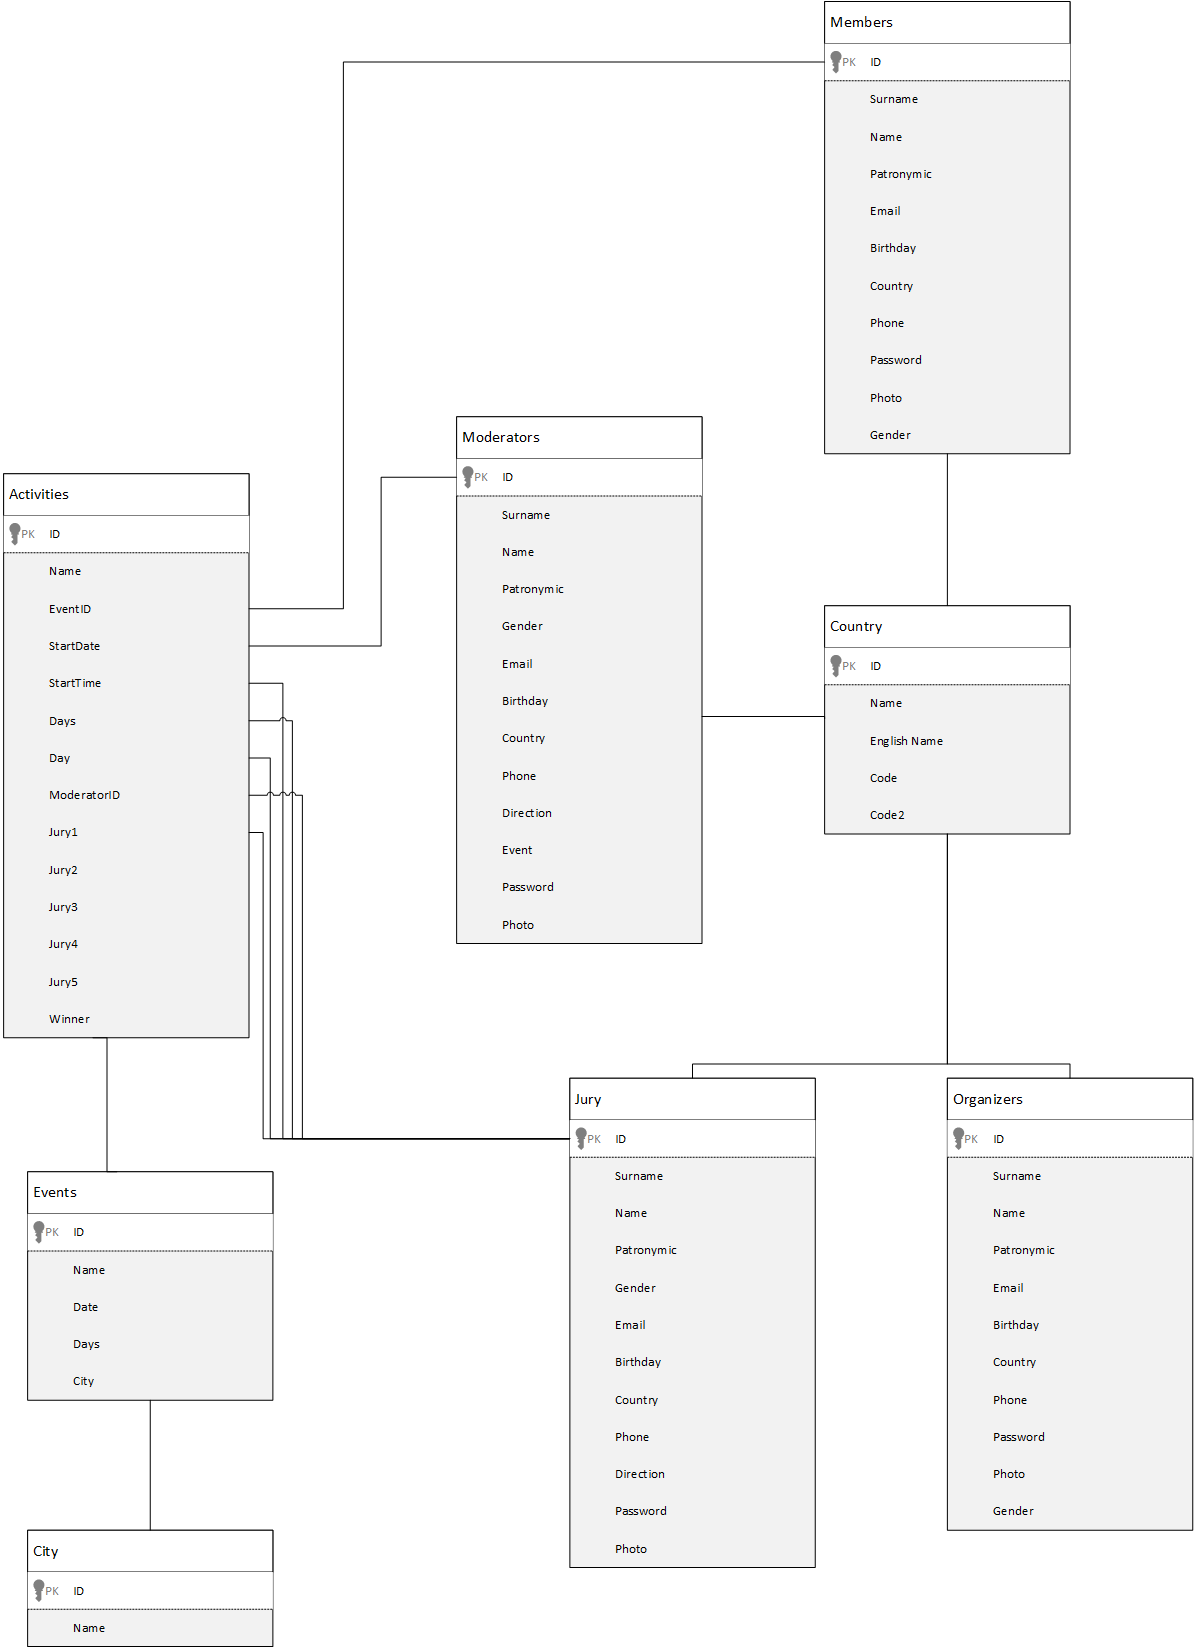 Members
PK ID
Surname
Name
Patronymic
Email
Birthday
Country
Phone
Password
Photo
Gender
Moderators
PK ID
Surname
Name
Patronymic
Gender
Email
Birthday
Country
Phone
Direction
Event
Password
Photo
Activities
PK ID
Name
EventID
StartDate
StartTime
Days
Day
ModeratorID
Jury1
Jury2
Jury3
Jury4
Jury5
Winner
Country
PK ID
Name
English Name
Code
Code2
Jury
PK ID
Surname
Name
Patronymic
Gender
Email
Birthday
Country
Phone
Direction
Password
Photo
Organizers
PK ID
Surname
Name
Patronymic
Email
Birthday
Country
Phone
Password
Photo
Gender
Events
PK ID
Name
Date
Days
City
City
PK ID
Name